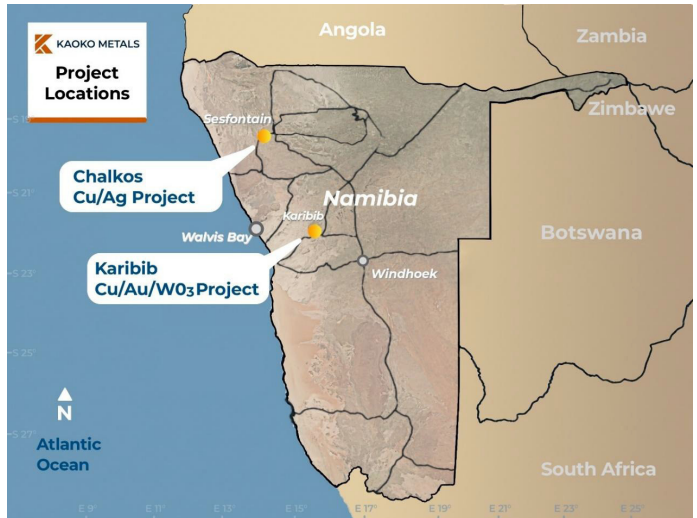 KAOKO METALS
Project
Locations
Angola
Zambia
Zimbawe
Sesfontain
Chalkos
Cu/Ag Project
Namibia
Karibib
Walvis Bay
Botswana
Karibib
Cu/Au/W03 Project
Windhoek
S 19°
S 21°
S 23°
S 25°
S 27°
N
Atlantic
Ocean
South Africa
E 9°
E 11°
E 13°
E 15°
E 17°
E 19°
E 21°
E 23°
E 25°